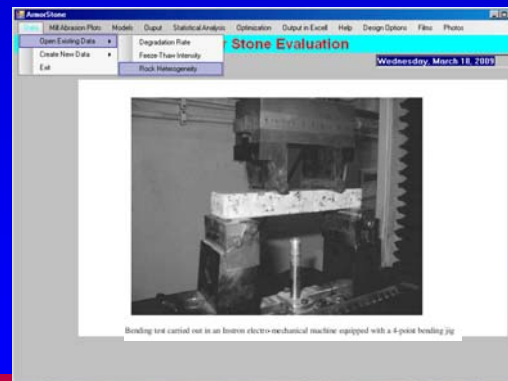 ArmorStone
Data Mill Abrasion Plots Models Ouput Statistical Analysis Optimization Output in Excell Help Design Options Films Photos
Open Existing Data
Create New Data
Exit
Degradation Rate
Feeze-Thaw Intensity
Rock Heterogeneity
Stone Evaluation
Wednesday, March 18, 2009
Bending test carried out in an Instron electro-mechanical machine equipped with a 4-point bending jig